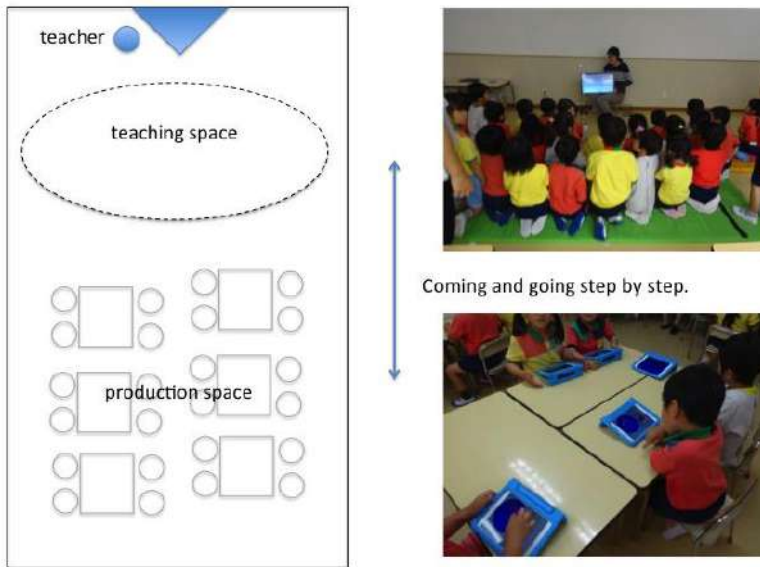 teacher
teaching space
production space
Coming and going step by step.